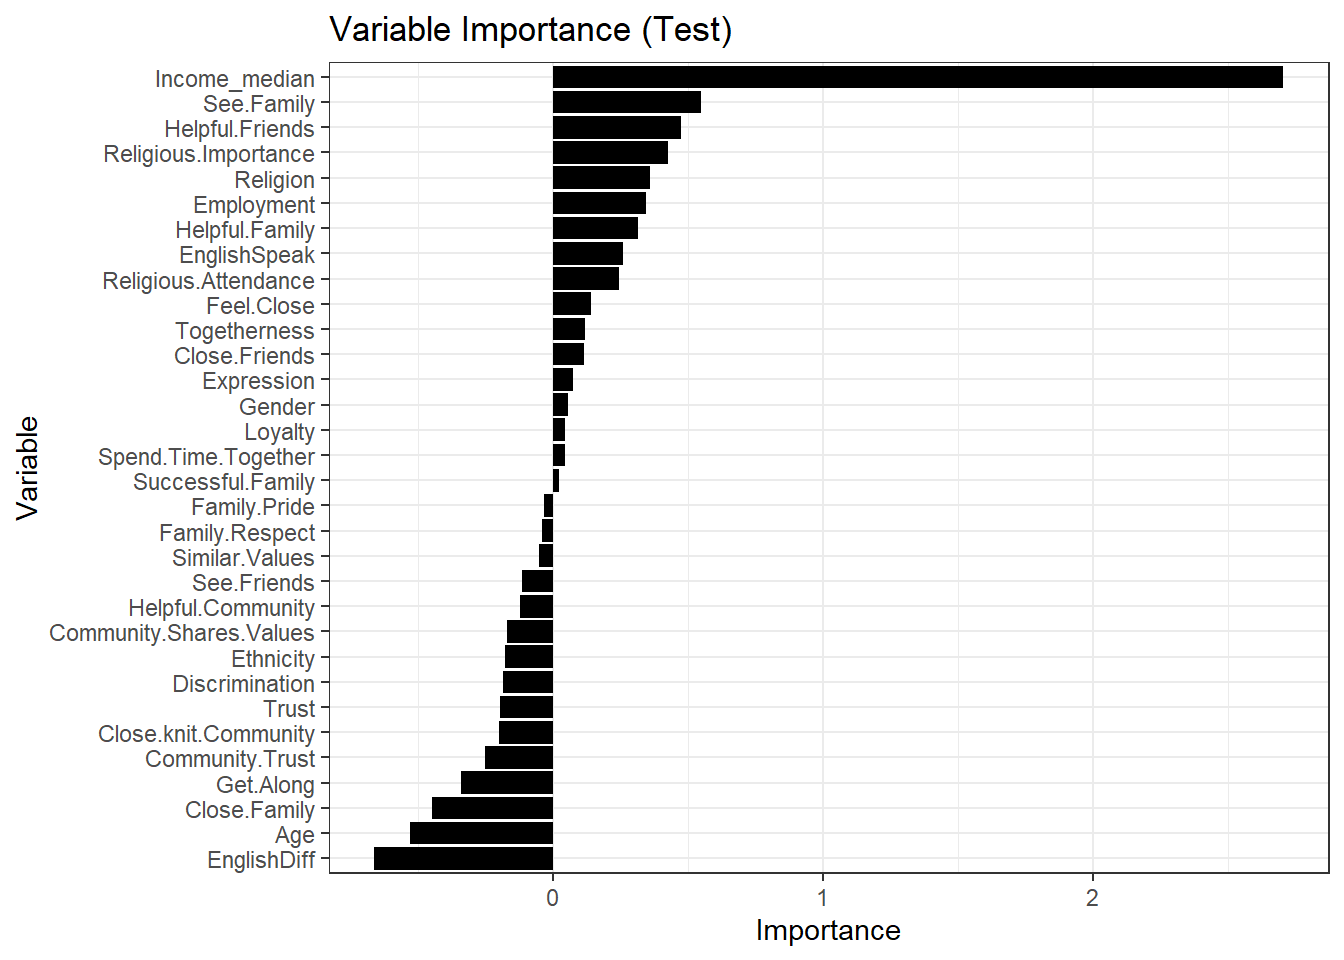 Variable Importance (Test)
Income_median
See.Family
Helpful.Friends
Religious.Importance
Religion
Employment
Helpful.Family
EnglishSpeak
Religious.Attendance
Feel.Close
Togetherness
Close.Friends
Expression
Gender
Loyalty
Spend.Time.Together
Successful.Family
Family.Pride
Family.Respect
Similar.Values
See.Friends
Helpful.Community
Community.Shares.Values
Ethnicity
Discrimination
Trust
Close.knit.Community
Community.Trust
Get.Along
Close.Family
Age
EnglishDiff
Variable
0 1 2
Importance